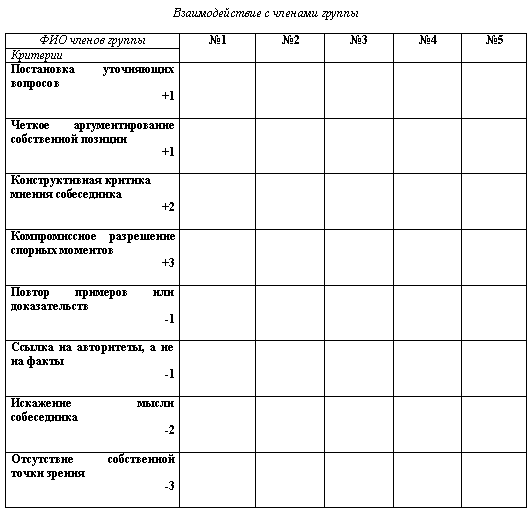 Взаимодействие с членами группы
ФИО членов группы №1 №2 №3 №4 №5
Критерии
Постановка уточняющих
вопросов
+1
Четкое аргументирование
собственной позиции
+1
Конструктивная критика
мнения собеседника
+2
Компромиссное разрешение
спорных моментов
+3
Повтор примеров или
доказательств
-1
Ссылка на авторитеты, а не
на факты
-1
Искажение мысли
собеседника
-2
Отсутствие собственной
точки зрения
-3